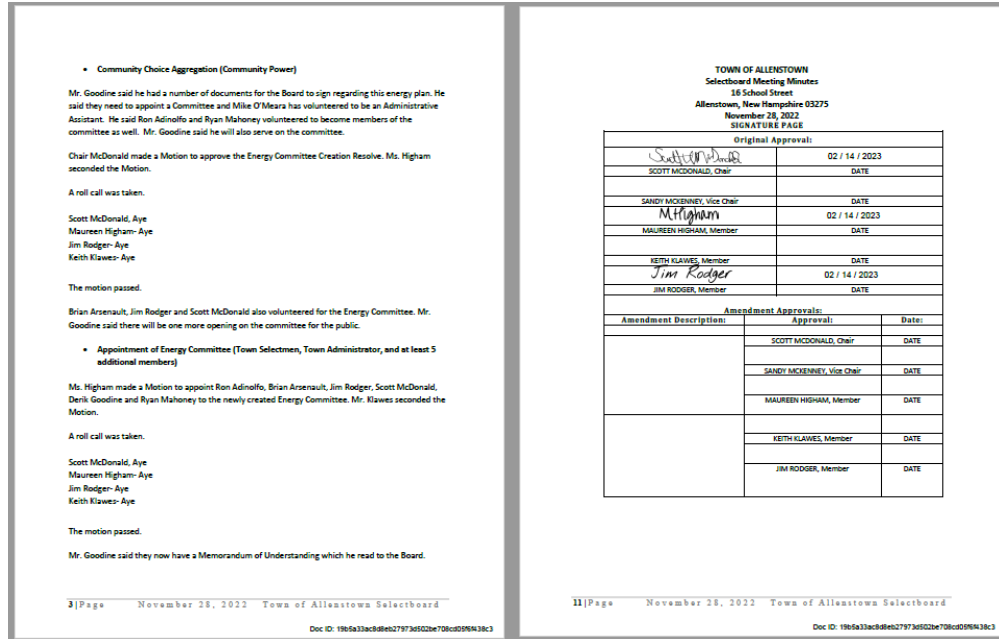 • Community Choice Aggregation (Community Power)
Mr. Goodine said he had a number of documents for the Board to sign regarding this energy plan. He
said they need to appoint a Committee and Mike O'Meara has volunteered to be an Administrative
Assistant. He said Ron Adinolfo and Ryan Mahoney volunteered to become members of the
committee as well. Mr. Goodine said he will also serve on the committee.
Chair McDonald made a Motion to approve the Energy Committee Creation Resolve. Ms. Higham
seconded the Motion.
A roll call was taken.
Scott McDonald, Aye
Maureen Higham- Aye
Jim Rodger- Aye
Keith Klawes- Aye
The motion passed.
Brian Arsenault, Jim Rodger and Scott McDonald also volunteered for the Energy Committee. Mr.
Goodine said there will be one more opening on the committee for the public.
• Appointment of Energy Committee (Town Selectmen, Town Administrator, and at least 5
additional members)
Ms. Higham made a Motion to appoint Ron Adinolfo, Brian Arsenault, Jim Rodger, Scott McDonald,
Derik Goodine and Ryan Mahoney to the newly created Energy Committee. Mr. Klawes seconded the
Motion.
A roll call was taken.
Scott McDonald, Aye
Maureen Higham- Aye
Jim Rodger- Aye
Keith Klawes- Aye
The motion passed.
Mr. Goodine said they now have a Memorandum of Understanding which he read to the Board.
3|Page November 28, 2022 Town of Allenstown Selectboard
TOWN OF ALLENSTOWN
Selectboard Meeting Minutes
16 School Street
Allenstown, New Hampshire 03275
November 28, 2022
SIGNATURE PAGE
Original Approval:
Scott McDonald 02 / 14 / 2023
SCOTT MCDONALD, Chair DATE
SANDY MCKENNEY, Vice Chair DATE
MHigham 02 / 14 / 2023
MAUREEN HIGHAM, Member DATE
KEITH KLAWES, Member DATE
Jim Rodger 02 / 14 / 2023
JIM RODGER, Member DATE
Amendment Approvals:
Amendment Description: Approval: Date:
SCOTT MCDONALD, Chair DATE
SANDY MCKENNEY, Vice Chair DATE
MAUREEN HIGHAM, Member DATE
KEITH KLAWES, Member DATE
JIM RODGER, Member DATE
11|Page November 28, 2022 Town of Allenstown Selectboard